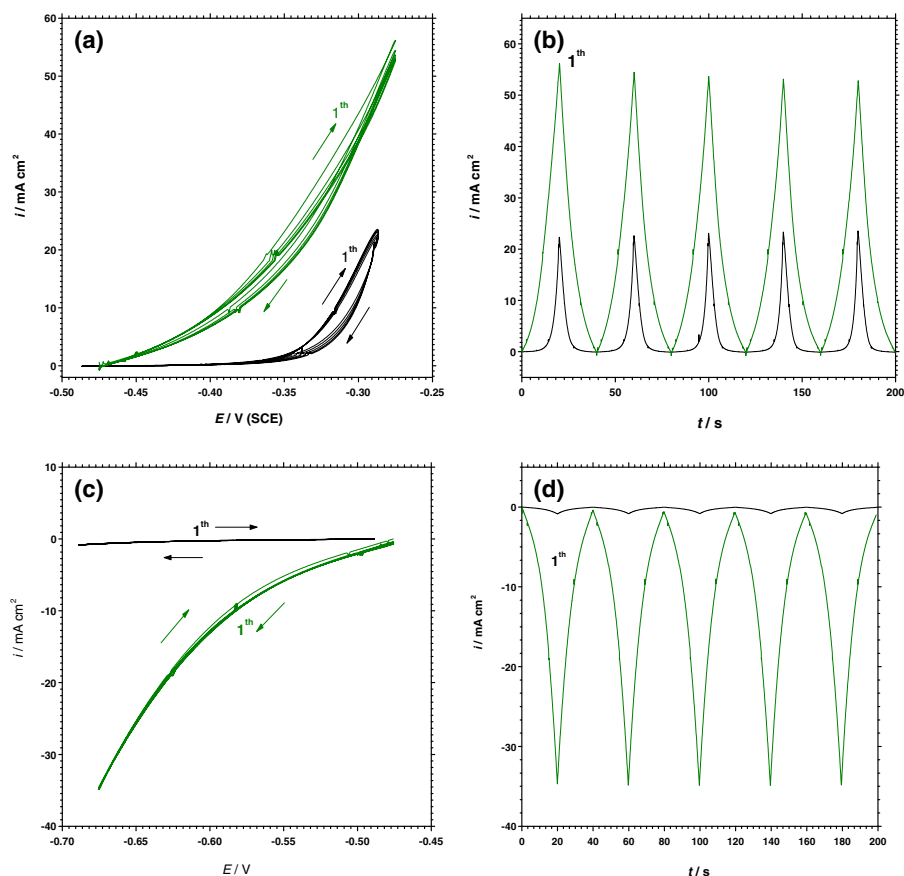 (a)
60
50
40
30
20
10
0
i / mA cm²
1th
1th
-0.50 -0.45 -0.40 -0.35 -0.30 -0.25
E / V (SCE)
(b)
60
50
40
30
20
10
0
i / mA cm²
1th
0 40 80 120 160 200
t / s
(c)
10
0
-10
-20
-30
-40
i / mA cm²
1th
1th
-0.70 -0.65 -0.60 -0.55 -0.50 -0.45
E / V
(d)
0
-10
-20
-30
-40
i / mA cm²
1th
0 20 40 60 80 100 120 140 160 180 200
t / s